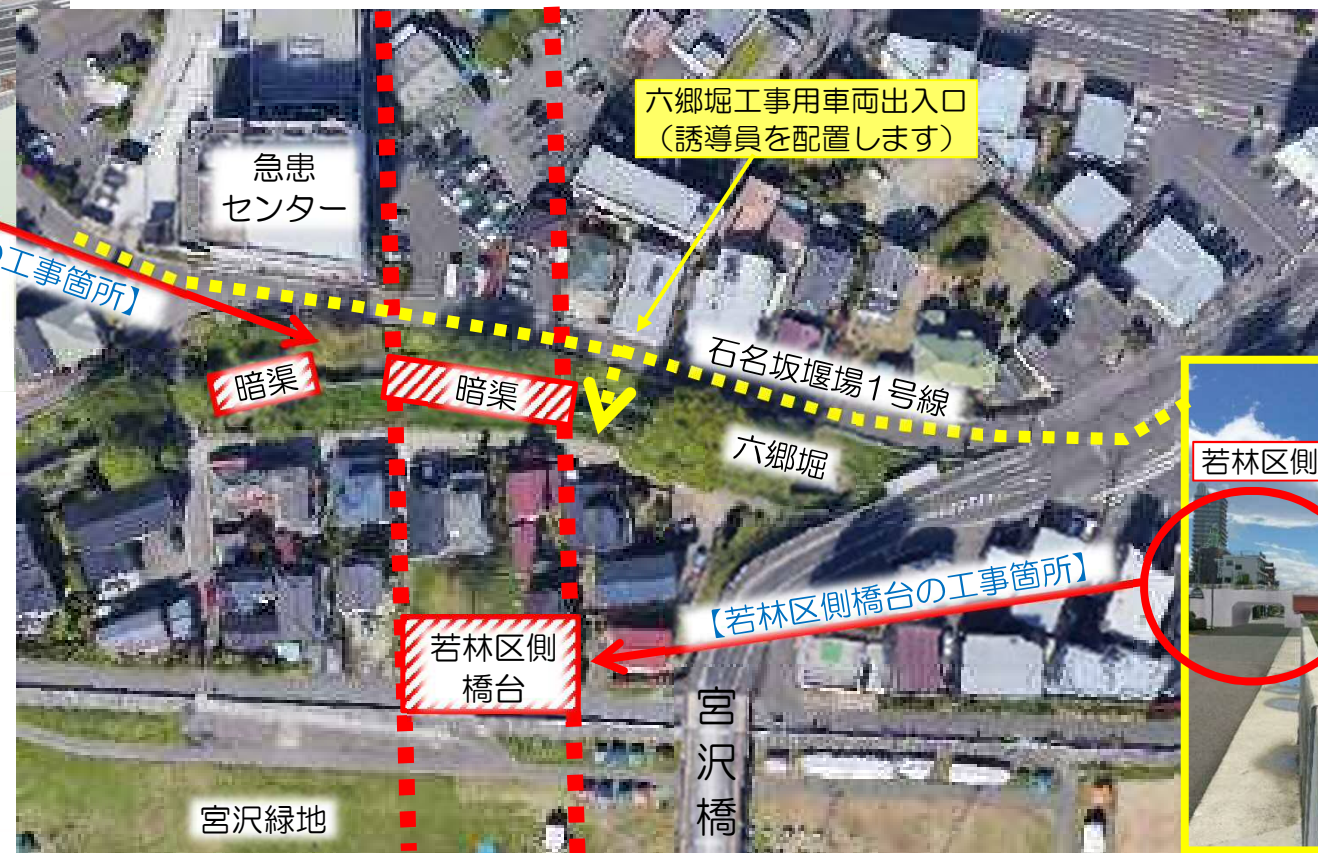 六郷堀工事用車両出入口
（誘導員を配置します）
急患
センター
の工事箇所】
石名坂堰場１号線
暗渠
暗渠
六郷堀
若林区側
【若林区側橋台の工事箇所】
若林区側
橋台
宮沢橋
宮沢緑地